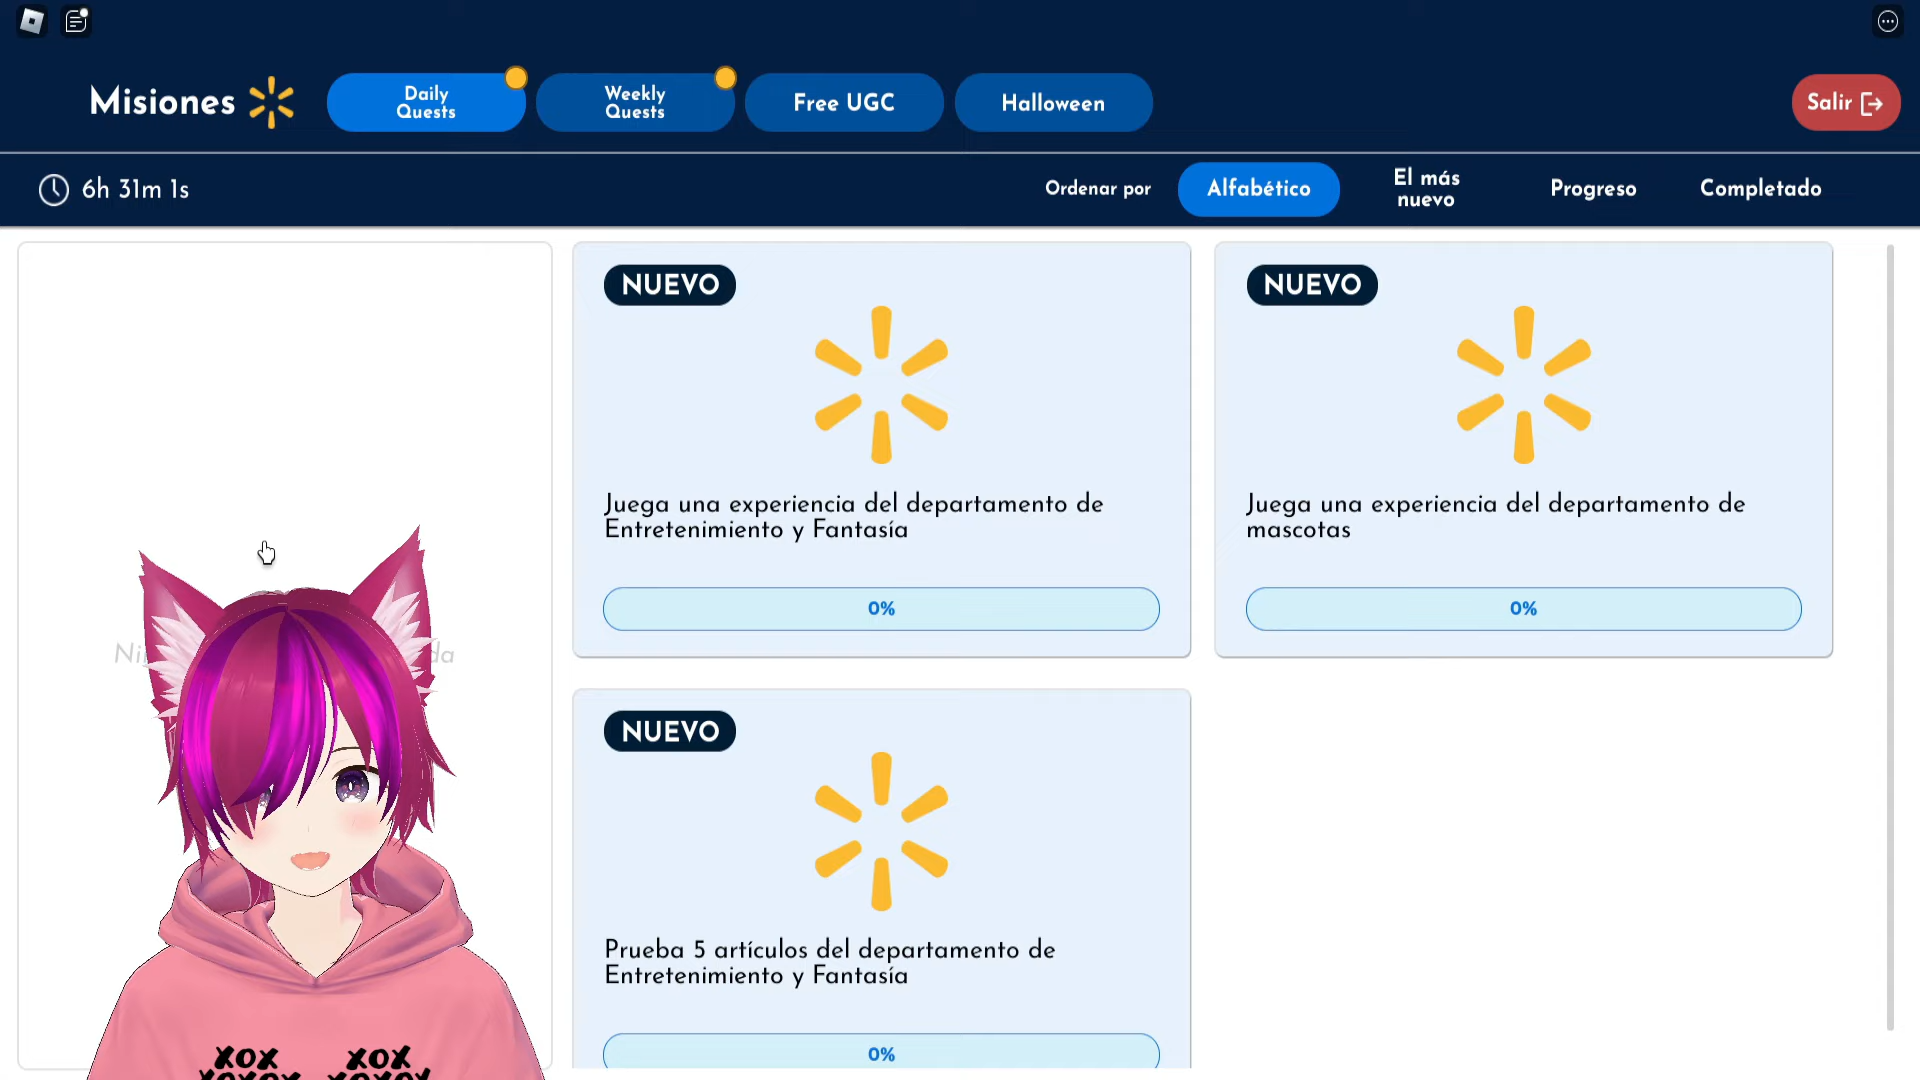 Misiones
Daily
Quests
Weekly
Quests
Free UGC
Halloween
Salir
6h 31m 1s
Ordenar por
Alfabético
El más
nuevo
Progreso
Completado
NUEVO
Juega una experiencia del departamento de
Entretenimiento y Fantasía
0%
NUEVO
Juega una experiencia del departamento de
mascotas
0%
NUEVO
Prueba 5 artículos del departamento de
Entretenimiento y Fantasía
0%
XOX XOX